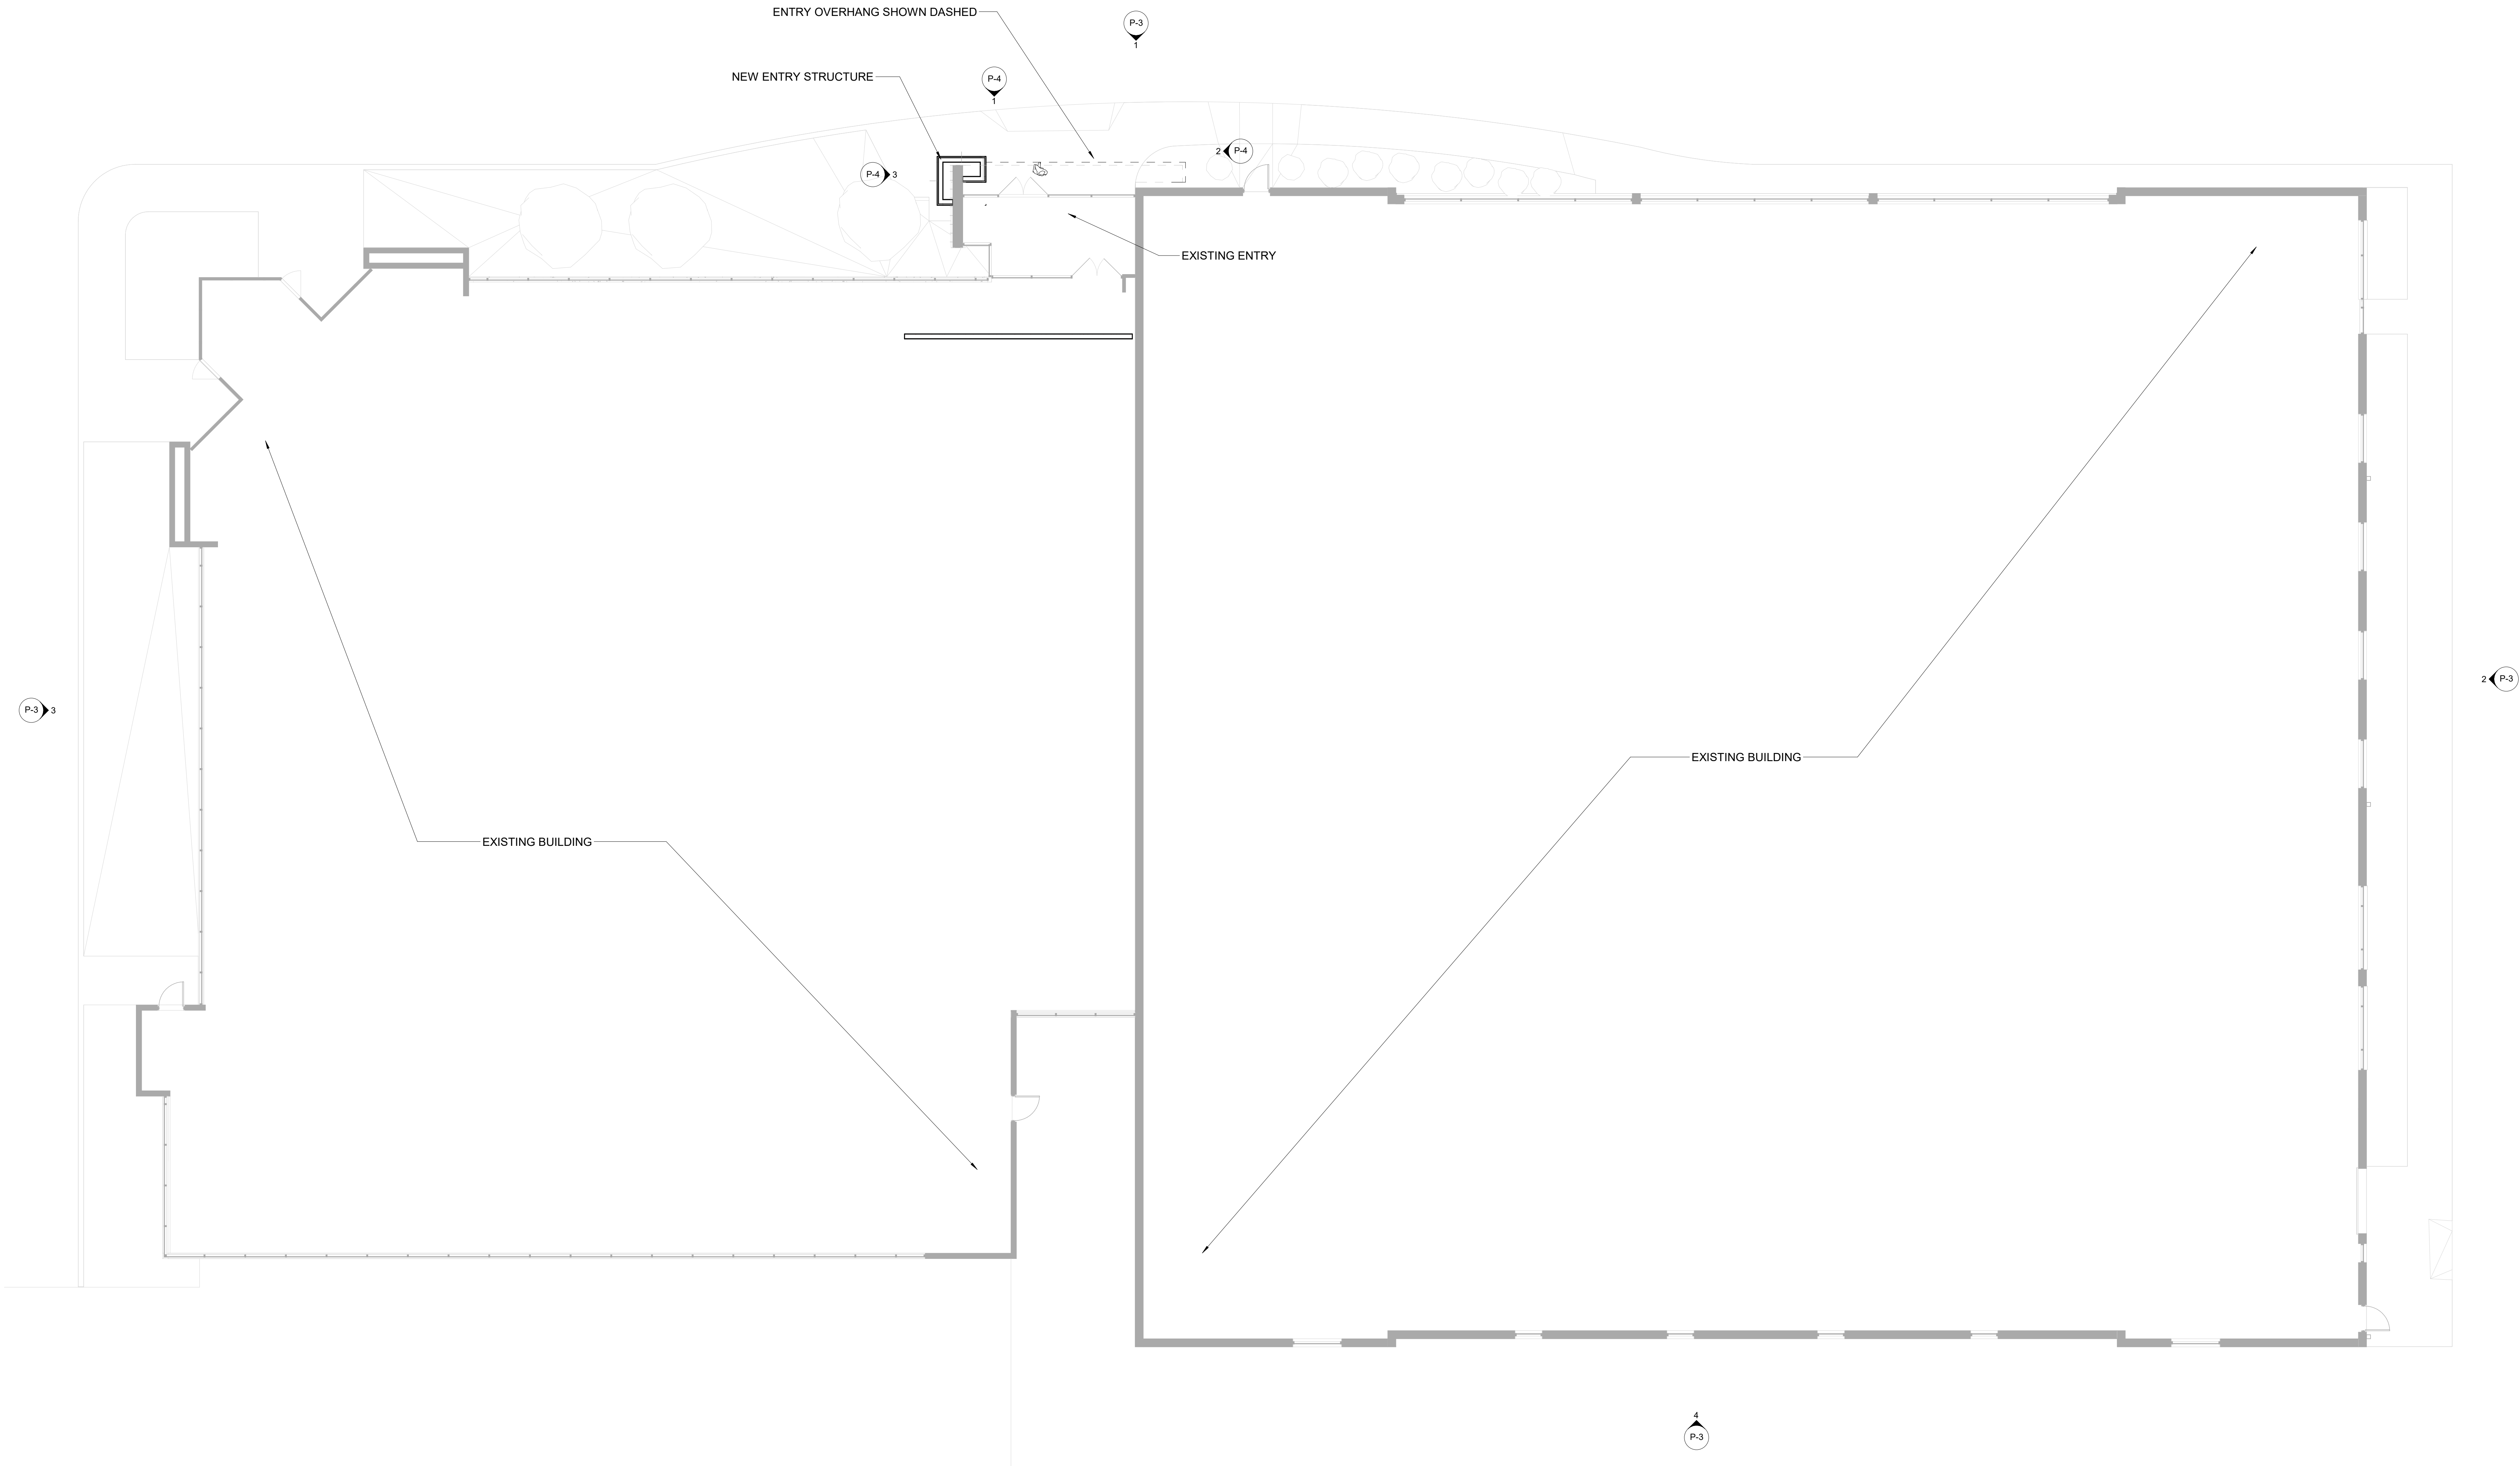 ENTRY OVERHANG SHOWN DASHED
P-3
1
NEW ENTRY STRUCTURE
P-4
1
2 P-4
P-4 3
EXISTING ENTRY
2 P-3
P-3 3
EXISTING BUILDING
EXISTING BUILDING
4
P-3